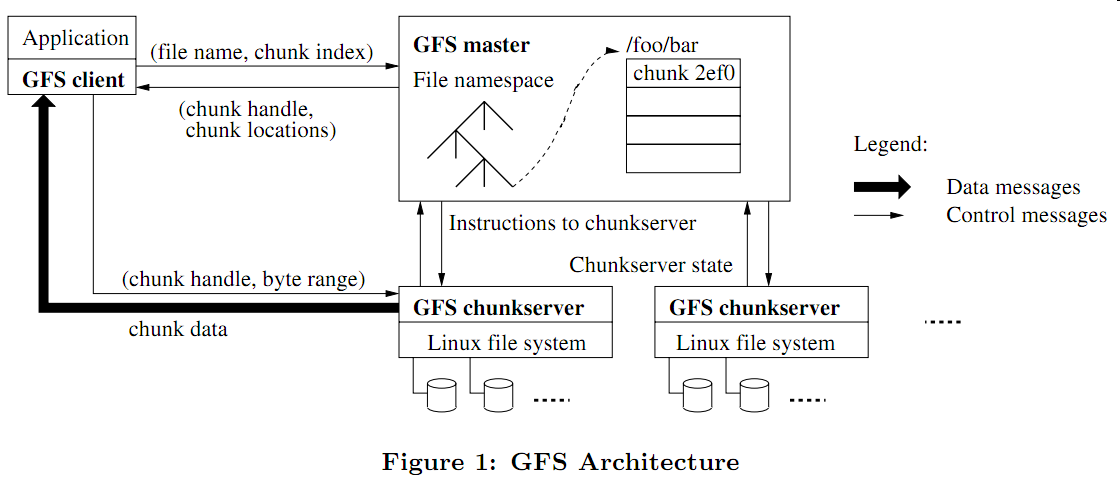 Application
GFS client
(file name, chunk index)
(chunk handle,
chunk locations)
GFS master
File namespace
/foo/bar
chunk 2ef0
Legend:
Data messages
Control messages
Instructions to chunkserver
Chunkserver state
(chunk handle, byte range)
chunk data
GFS chunkserver
Linux file system
GFS chunkserver
Linux file system
Figure 1: GFS Architecture